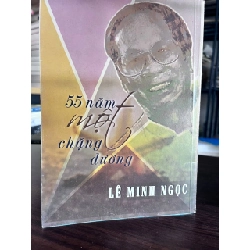 55 năm
một
chặng
đường
LÊ MINH NGỌC